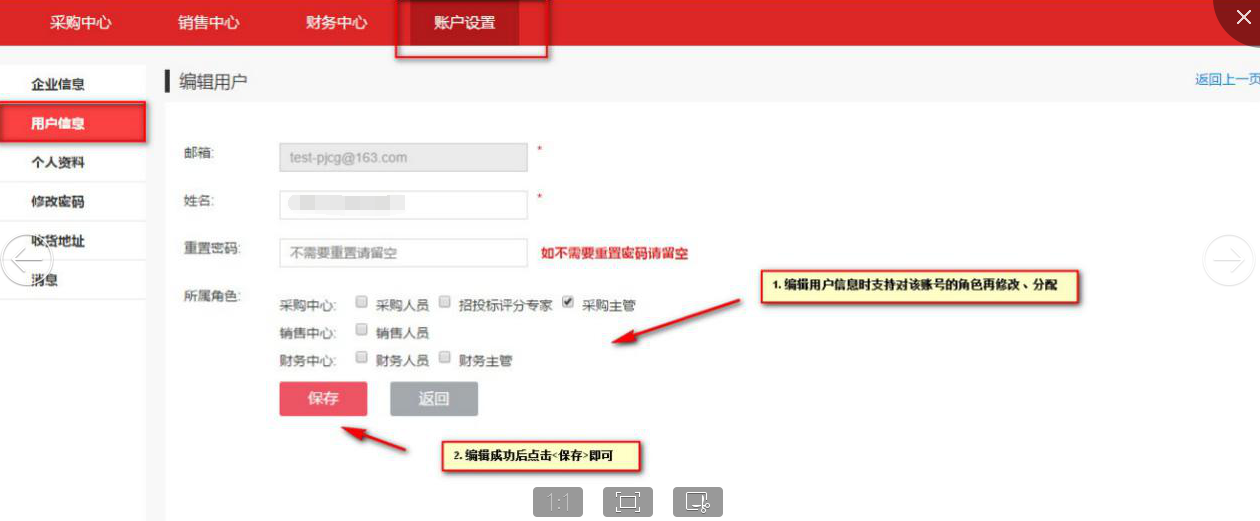 采购中心 销售中心 财务中心 账户设置
企业信息
用户信息
个人资料
修改密码
收货地址
消息
编辑用户 返回上一页
邮箱: test-pjcg@163.com *
姓名: *
重置密码: 不需要重置请留空 如不需要重置密码请留空
所属角色:
采购中心: 采购人员 招投标评分专家 采购主管
销售中心: 销售人员
财务中心: 财务人员 财务主管
1. 编辑用户信息时支持对该账号的角色再修改、分配
保存 返回
2. 编辑成功后点击<保存>即可
1:1